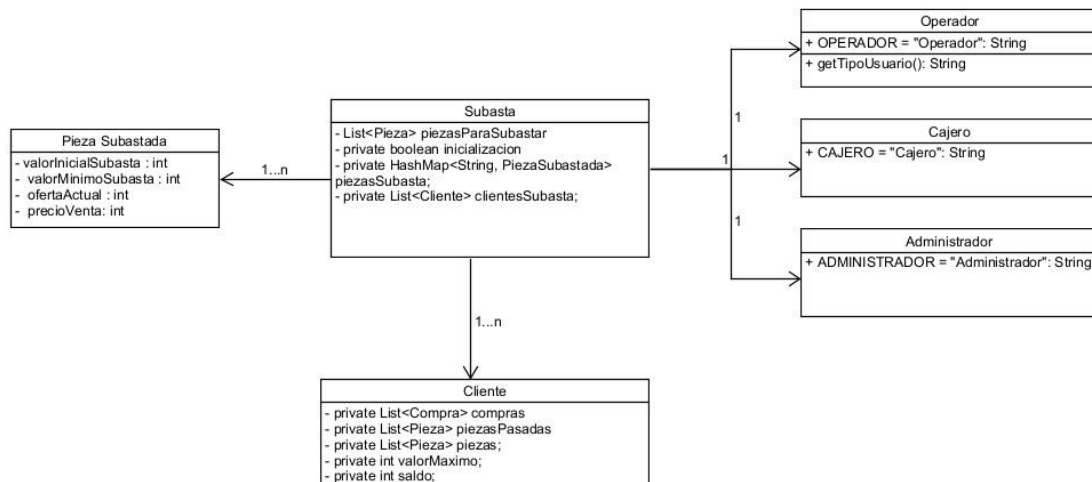 Operador
+ OPERADOR = "Operador": String
+ getTipoUsuario(): String
1
Subasta
- List<Pieza> piezasParaSubastar
- private boolean inicializacion
- private HashMap<String, PiezaSubastada>
piezasSubasta;
- private List<Cliente> clientesSubasta;
Pieza Subastada
- valorInicialSubasta : int
- valorMinimoSubasta : int
- ofertaActual : int
- precioVenta: int
1...n
1
Cajero
+ CAJERO = "Cajero": String
1
Administrador
+ ADMINISTRADOR = "Administrador": String
1...n
Cliente
- private List<Compra> compras
- private List<Pieza> piezasPasadas
- private List<Pieza> piezas;
- private int valorMaximo;
- private int saldo;